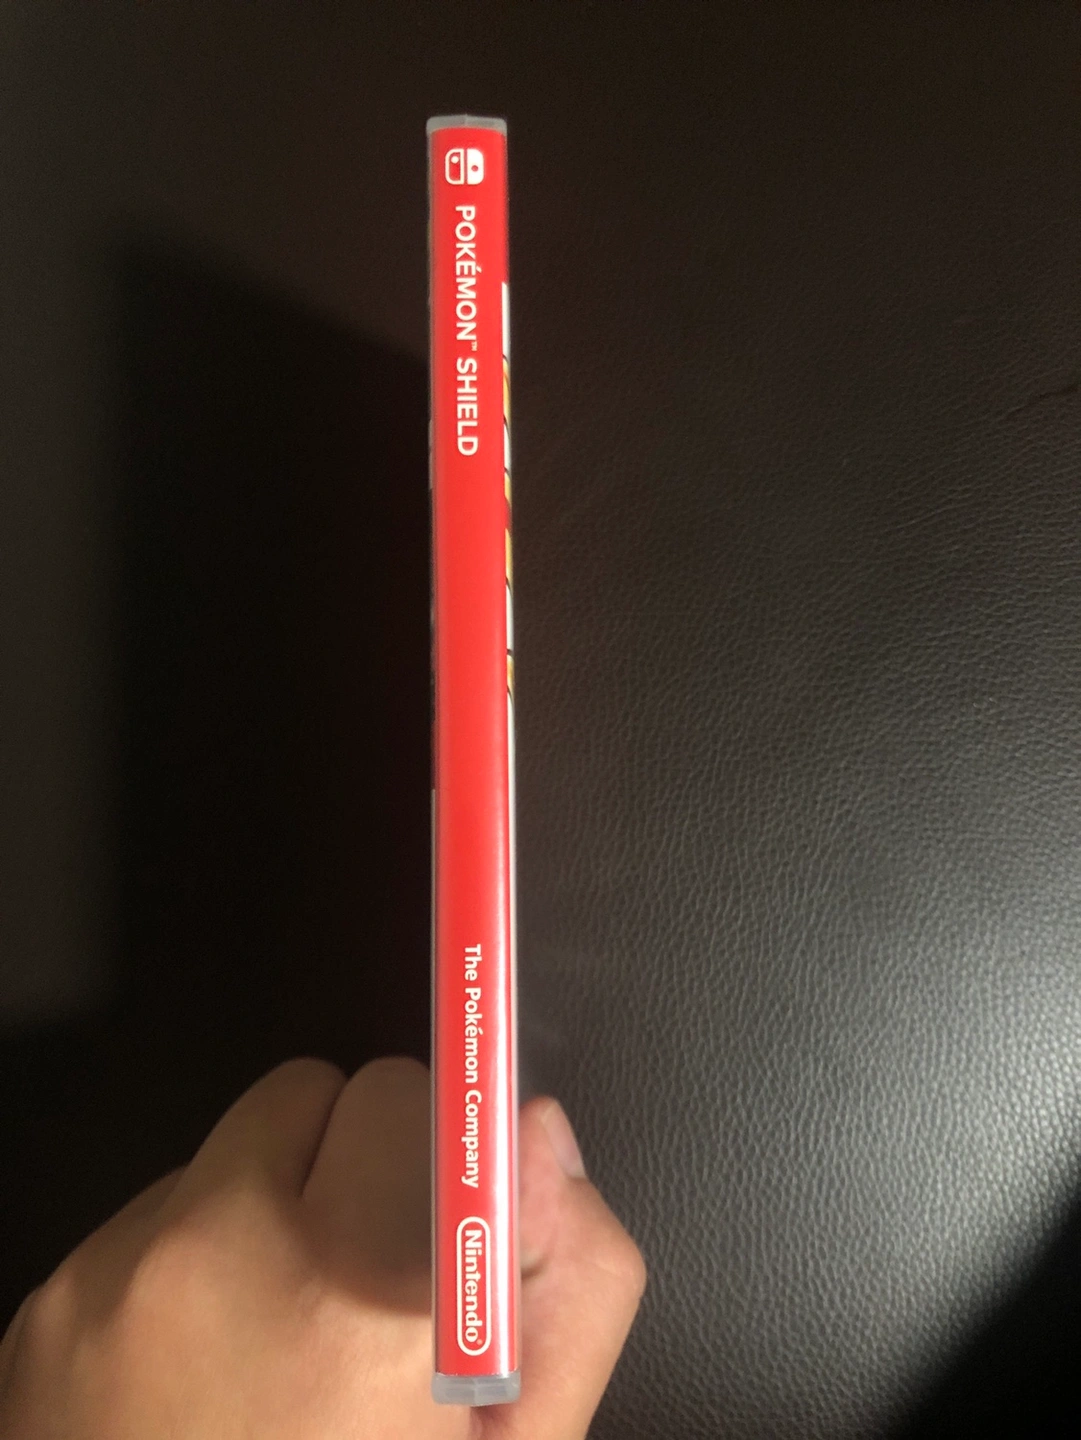 POKÉMON™ SHIELD
The Pokémon Company
Nintendo®